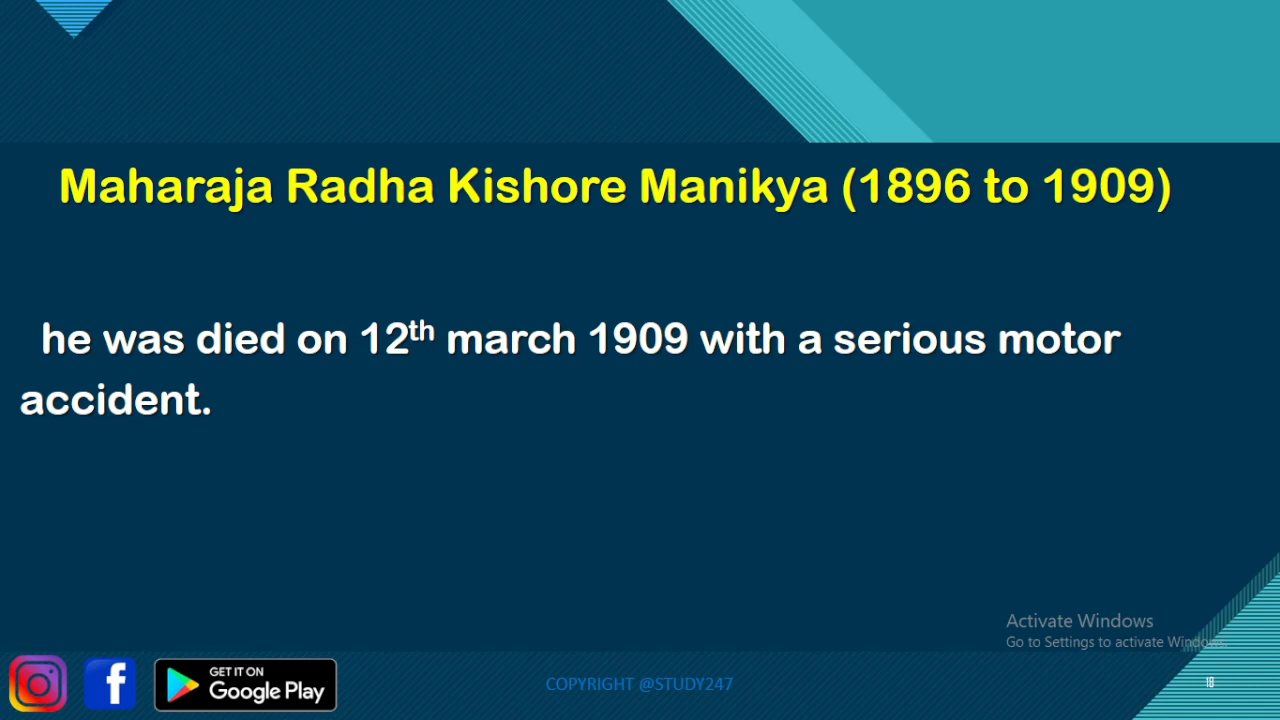 Maharaja Radha Kishore Manikya (1896 to 1909)
he was died on 12th march 1909 with a serious motor
accident.
Activate Windows
Go to Settings to activate Windows.
GET IT ON
Google Play
COPYRIGHT @STUDY247
18